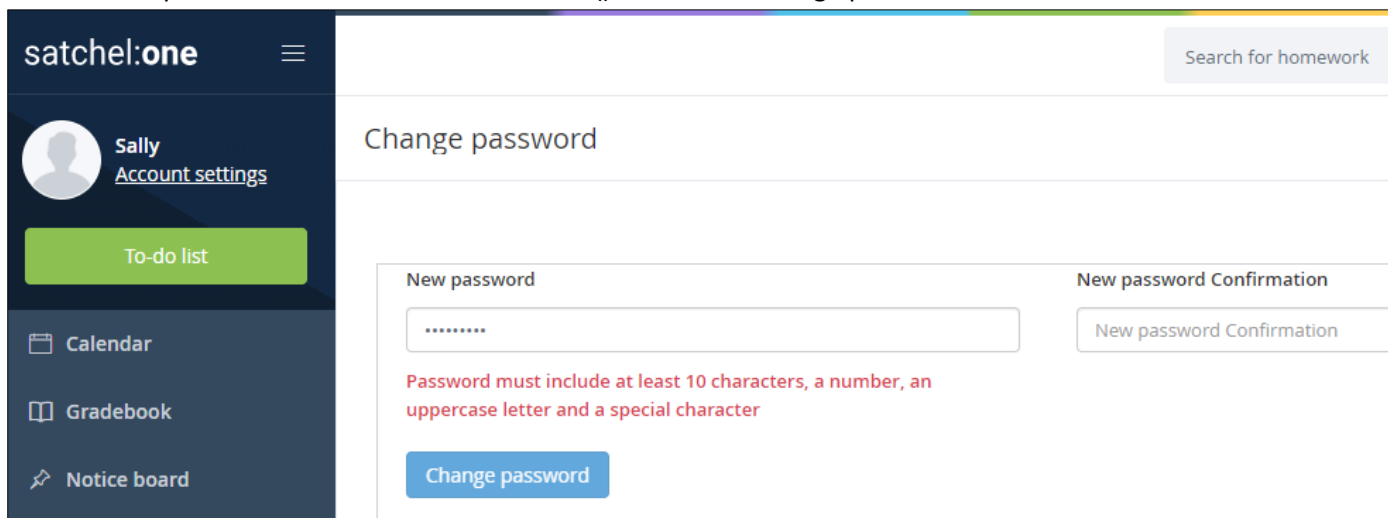 satchel:one
Search for homework
Sally
Account settings
To-do list
Calendar
Gradebook
Notice board
Change password
New password
•••••••••
Password must include at least 10 characters, a number, an
uppercase letter and a special character
Change password
New password Confirmation
New password Confirmation